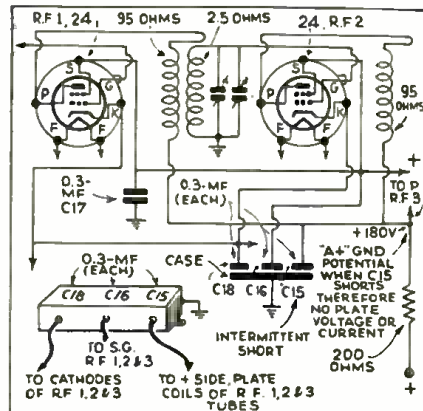 R.F 1, 24,
95 OHMS
2.5 OHMS
24, R.F 2
S
P
G
K
F
F
S
P
G
K
F
F
95
OHMS
0.3-
MF
C17
0.3-MF
(EACH)
+
TO P
R.F 3
+180V
"A+" GND
POTENTIAL
WHEN C15
SHORTS
THEREFORE
NO PLATE
VOLTAGE OR
CURRENT
0.3-MF
(EACH)
CASE
C18
C16
C15
C18
C16
C15
INTERMITTENT
SHORT
200
OHMS
+
TO S.G.
RF 1,2&3
TO CATHODES
OF RF 1,2&3
TO + SIDE, PLATE
COILS OF R.F. 1,2&3
TUBES